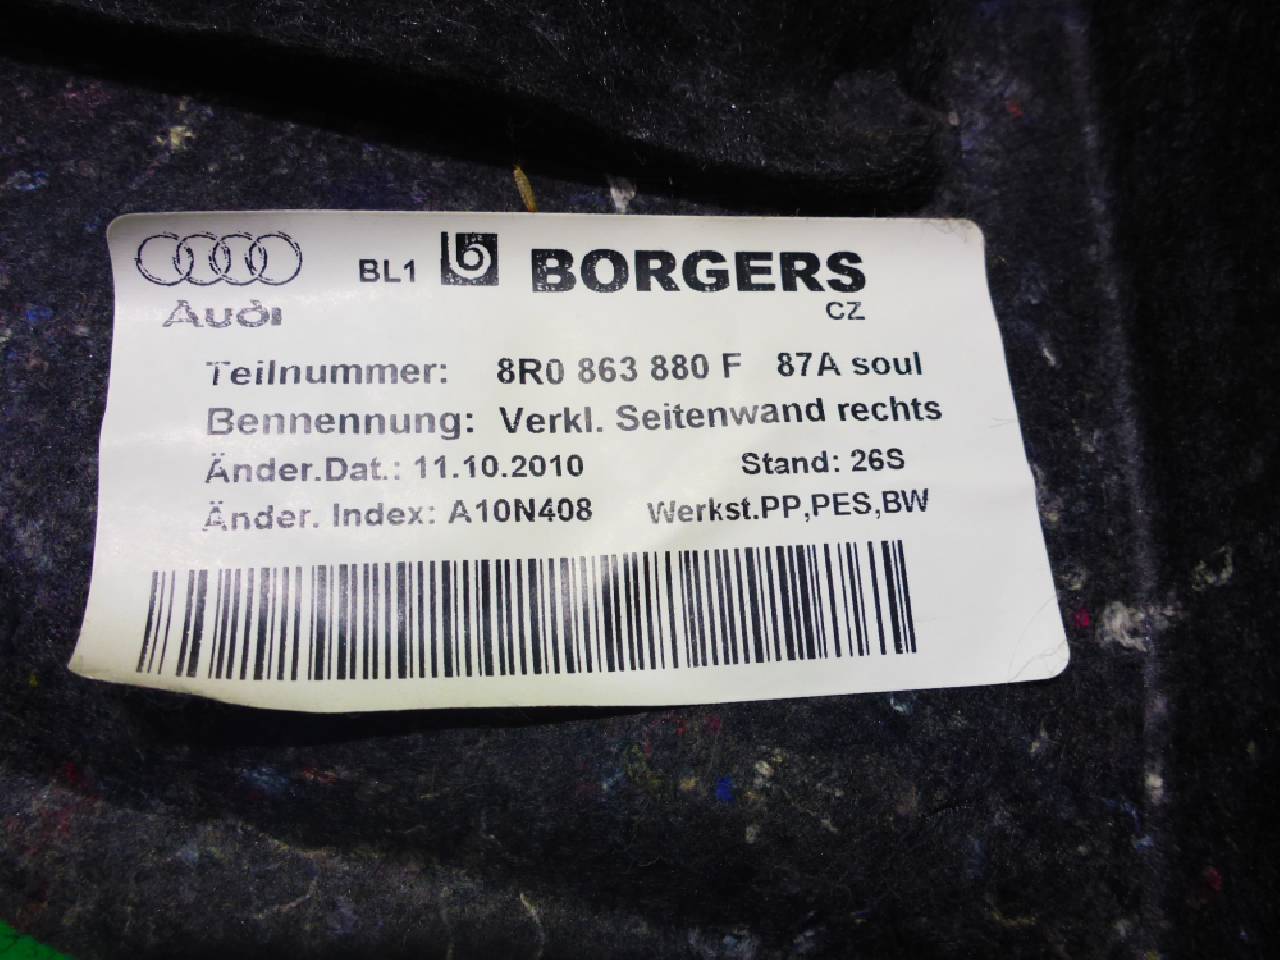 BL1 b BORGERS
Audi CZ
Teilnummer: 8R0 863 880 F 87A soul
Bennennung: Verkl. Seitenwand rechts
Änder.Dat.: 11.10.2010 Stand: 26S
Änder. Index: A10N408 Werkst.PP,PES,BW